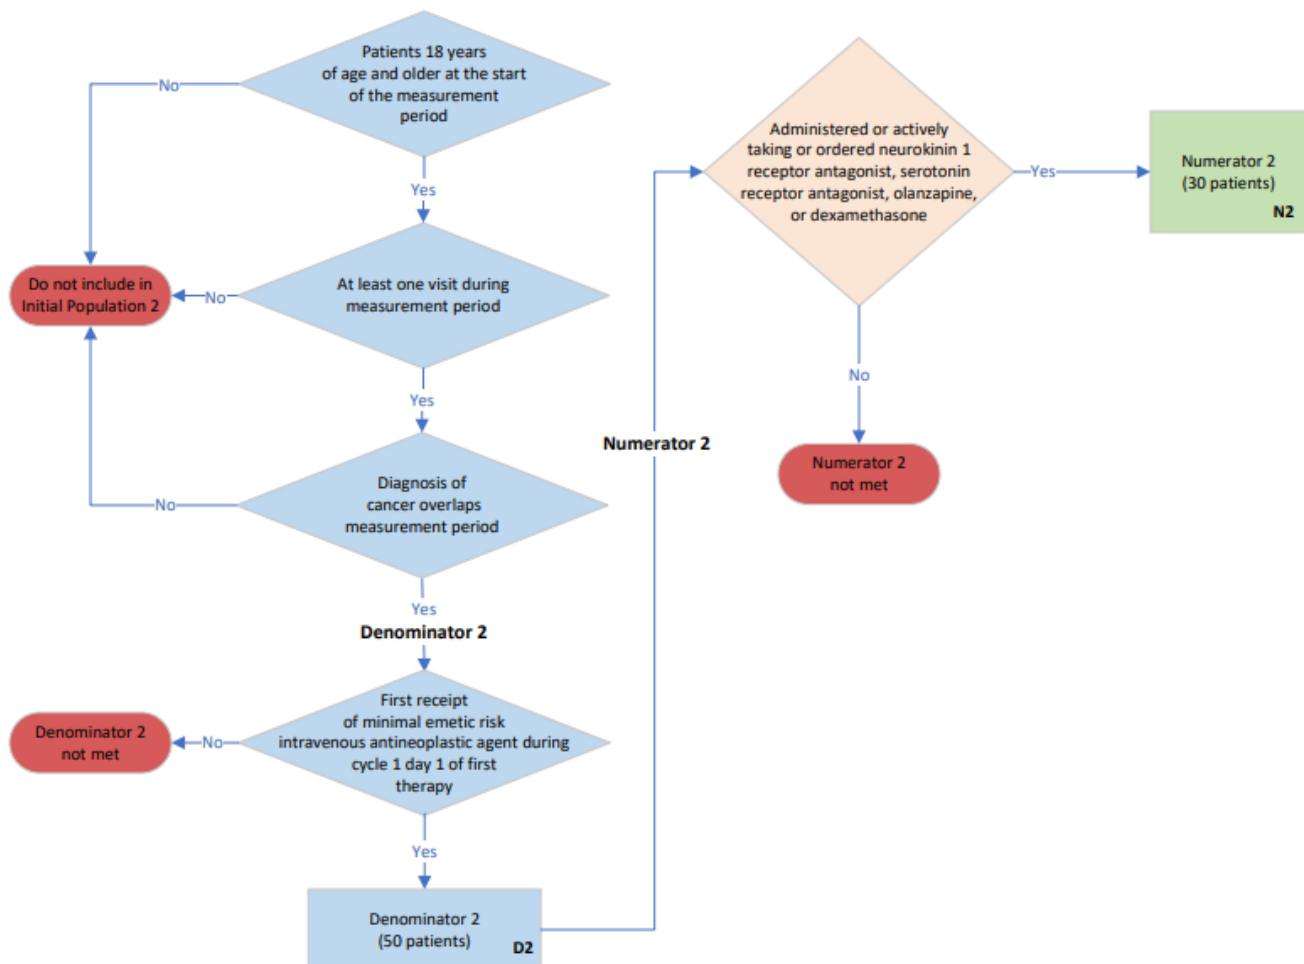 Patients 18 years
of age and older at the start
of the measurement
period
No
Yes
Do not include in
Initial Population 2
No
At least one visit during
measurement period
Yes
No
Diagnosis of
cancer overlaps
measurement period
Yes
Denominator 2
Denominator 2
not met
No
First receipt
of minimal emetic risk
intravenous antineoplastic agent during
cycle 1 day 1 of first
therapy
Yes
Denominator 2
(50 patients)
D2
Numerator 2
Administered or actively
taking or ordered neurokinin 1
receptor antagonist, serotonin
receptor antagonist, olanzapine,
or dexamethasone
Yes
Numerator 2
(30 patients)
N2
No
Numerator 2
not met